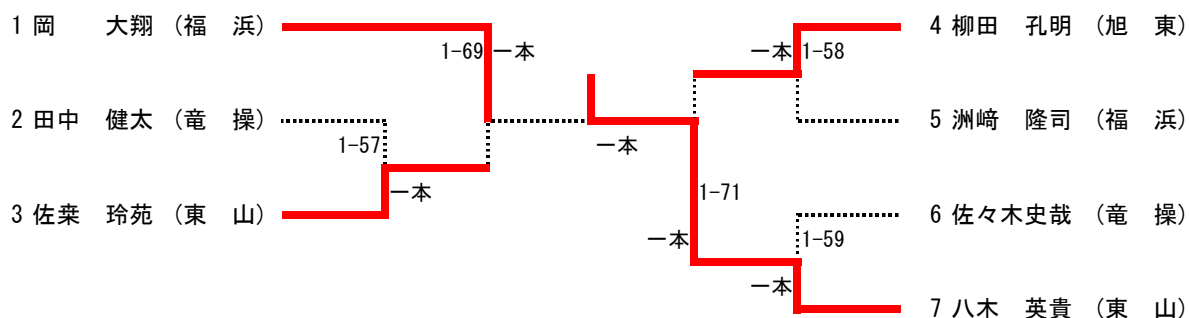 1 岡　　大翔 （福　浜）
1-69 一本
2 田中　健太 （竜　操）
1-57
一本
3 佐桒　玲苑 （東　山）
一本
4 柳田　孔明 （旭　東）
一本 1-58
5 洲﨑　隆司 （福　浜）
1-71
6 佐々木史哉 （竜　操）
一本
1-59
一本
7 八木　英貴 （東　山）